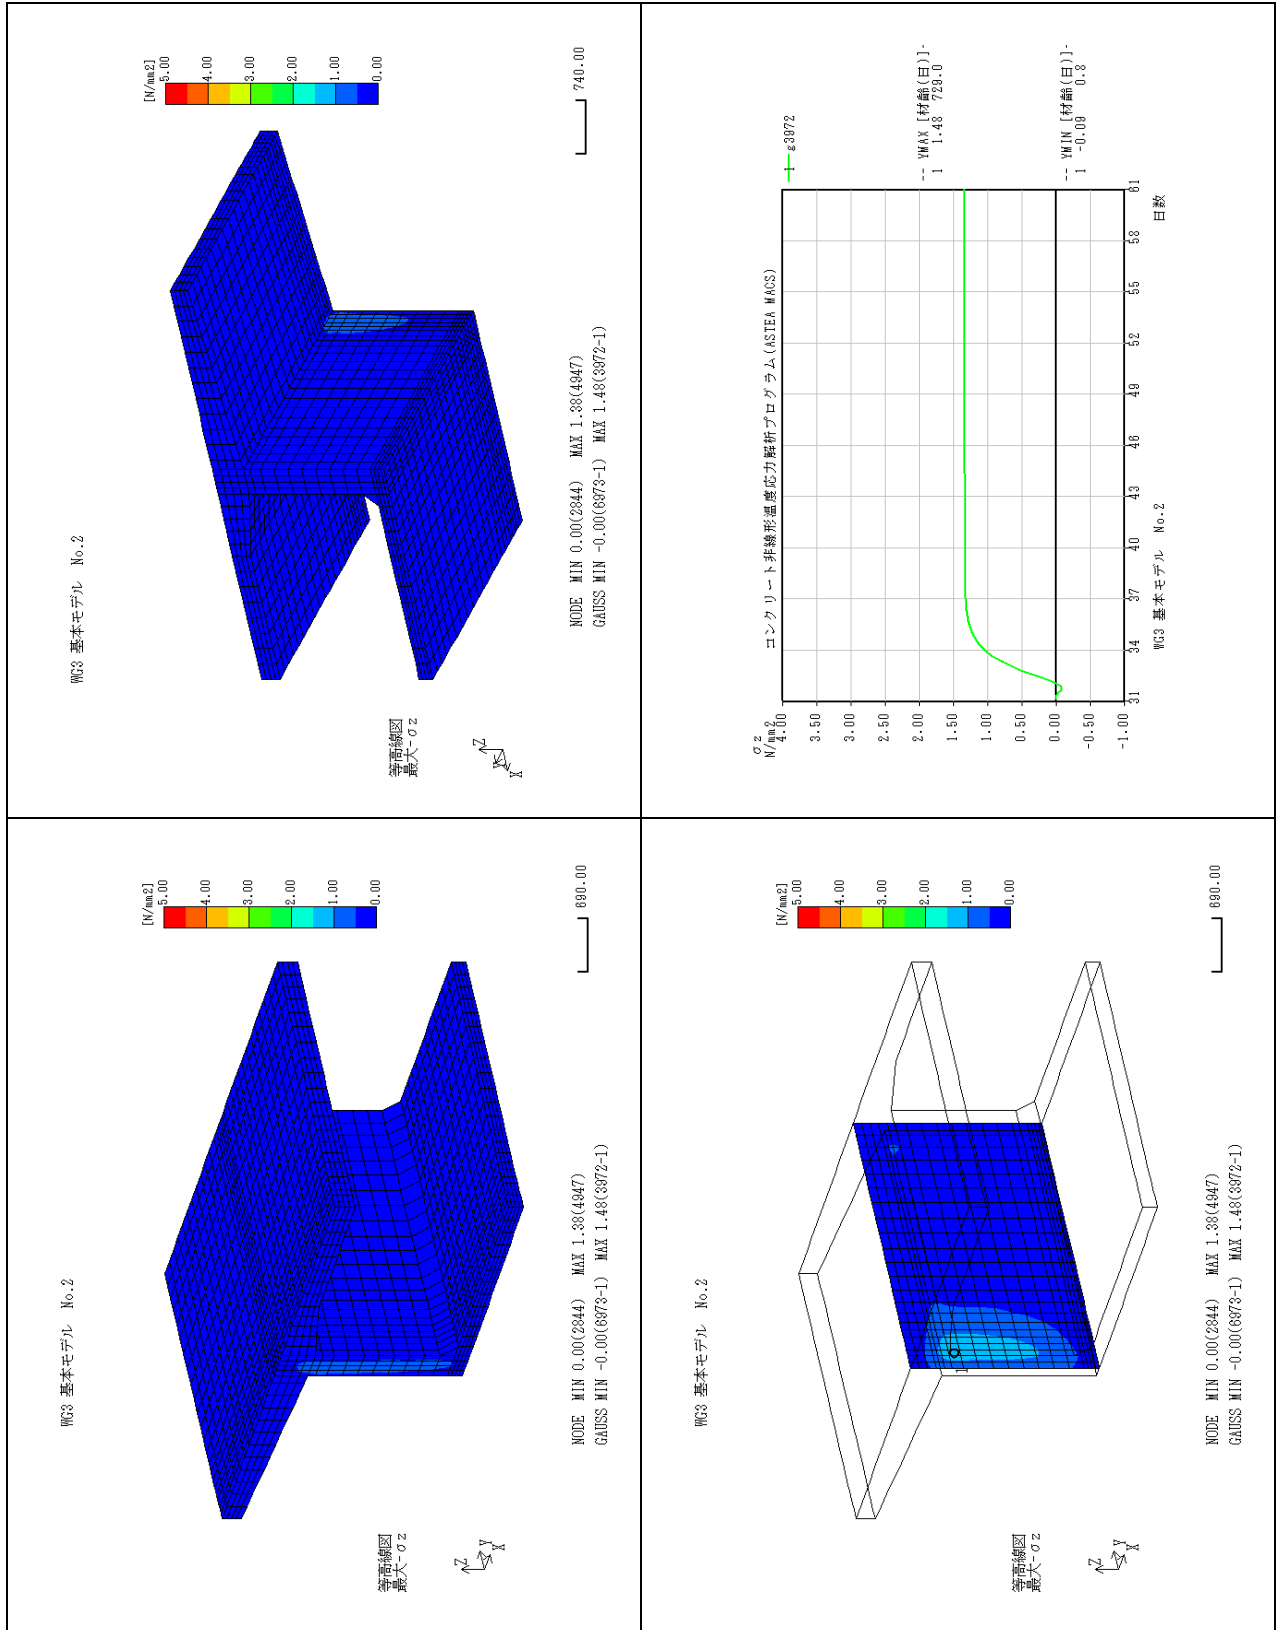 WG3 基本モデル No.2
[N/mm2]
5.00
4.00
3.00
2.00
1.00
0.00
等高線図
最大-σz
Z
Y
X
740.00
NODE MIN 0.00(2844) MAX 1.38(4947)
GAUSS MIN -0.00(6973-1) MAX 1.48(3972-1)
コンクリート非線形温度応力解析プログラム(ASTEA MACS)
1 g3972
σz
N/mm2
4.00
3.50
3.00
2.50
2.00
1.50
1.00
0.50
0.00
-0.50
-1.00
-- YMAX [材齢(日)]-
1 1.48 729.0
-- YMIN [材齢(日)]-
1 -0.09 0.8
31 34 37 40 43 46 49 52 55 58 61
日数
WG3 基本モデル No.2
WG3 基本モデル No.2
[N/mm2]
5.00
4.00
3.00
2.00
1.00
0.00
等高線図
最大-σz
Z
Y
X
690.00
NODE MIN 0.00(2844) MAX 1.38(4947)
GAUSS MIN -0.00(6973-1) MAX 1.48(3972-1)
WG3 基本モデル No.2
[N/mm2]
5.00
4.00
3.00
2.00
1.00
0.00
1
等高線図
最大-σz
Z
Y
X
690.00
NODE MIN 0.00(2844) MAX 1.38(4947)
GAUSS MIN -0.00(6973-1) MAX 1.48(3972-1)